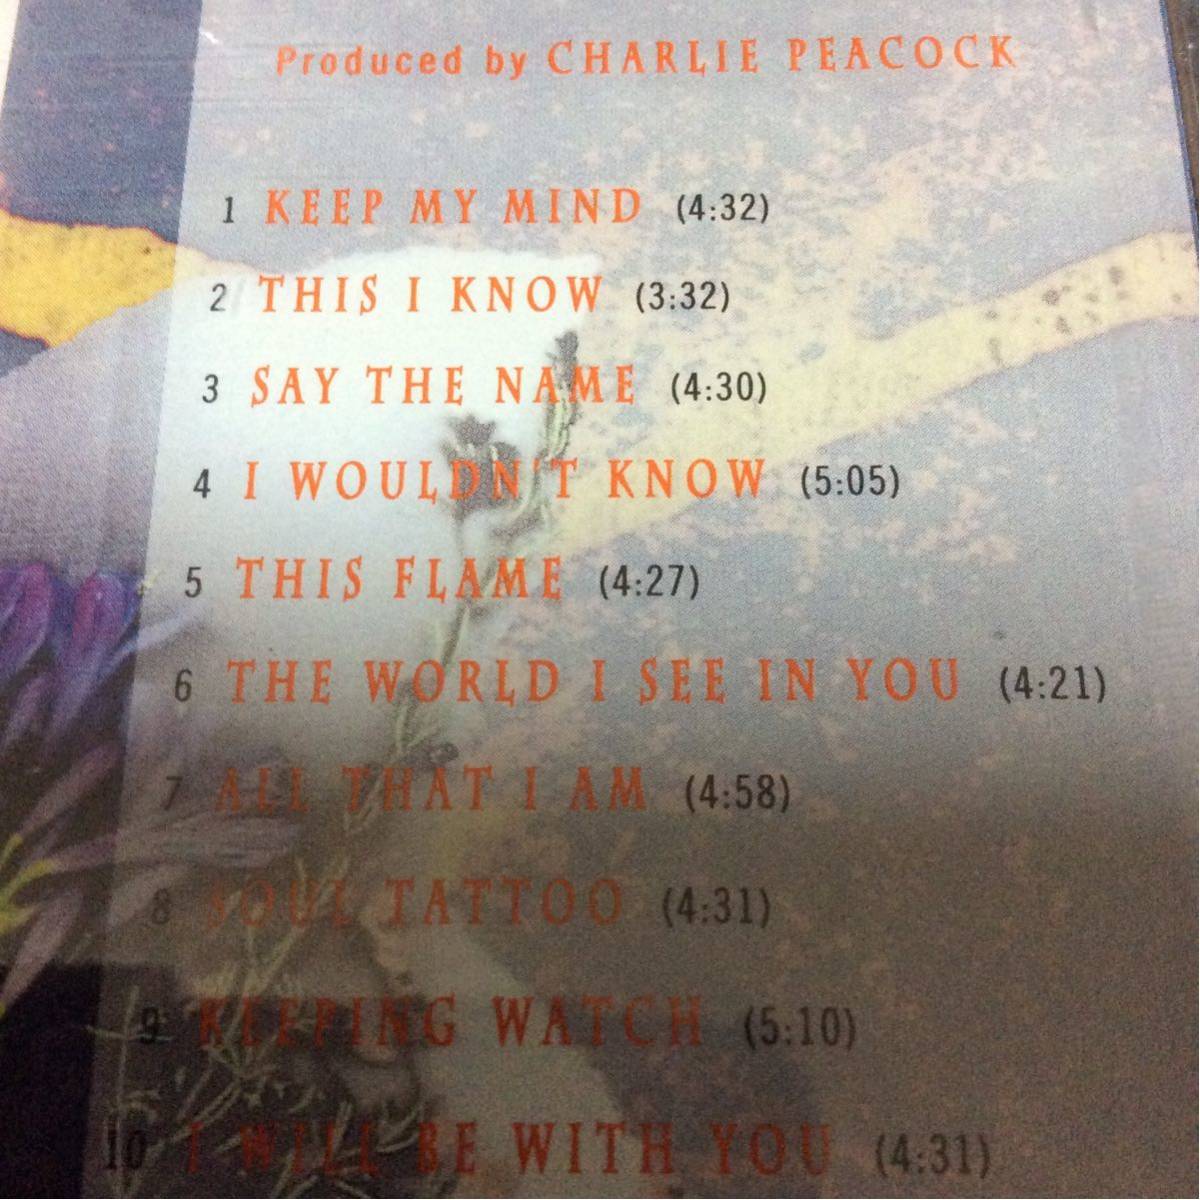 Produced by CHARLIE PEACOCK
1 KEEP MY MIND (4:32)
2 THIS I KNOW (3:32)
3 SAY THE NAME (4:30)
4 I WOULDN'T KNOW (5:05)
5 THIS FLAME (4:27)
6 THE WORLD I SEE IN YOU (4:21)
7 ALL THAT I AM (4:58)
8 SOUL TATTOO (4:31)
9 KEEPING WATCH (5:10)
10 I WILL BE WITH YOU (4:31)